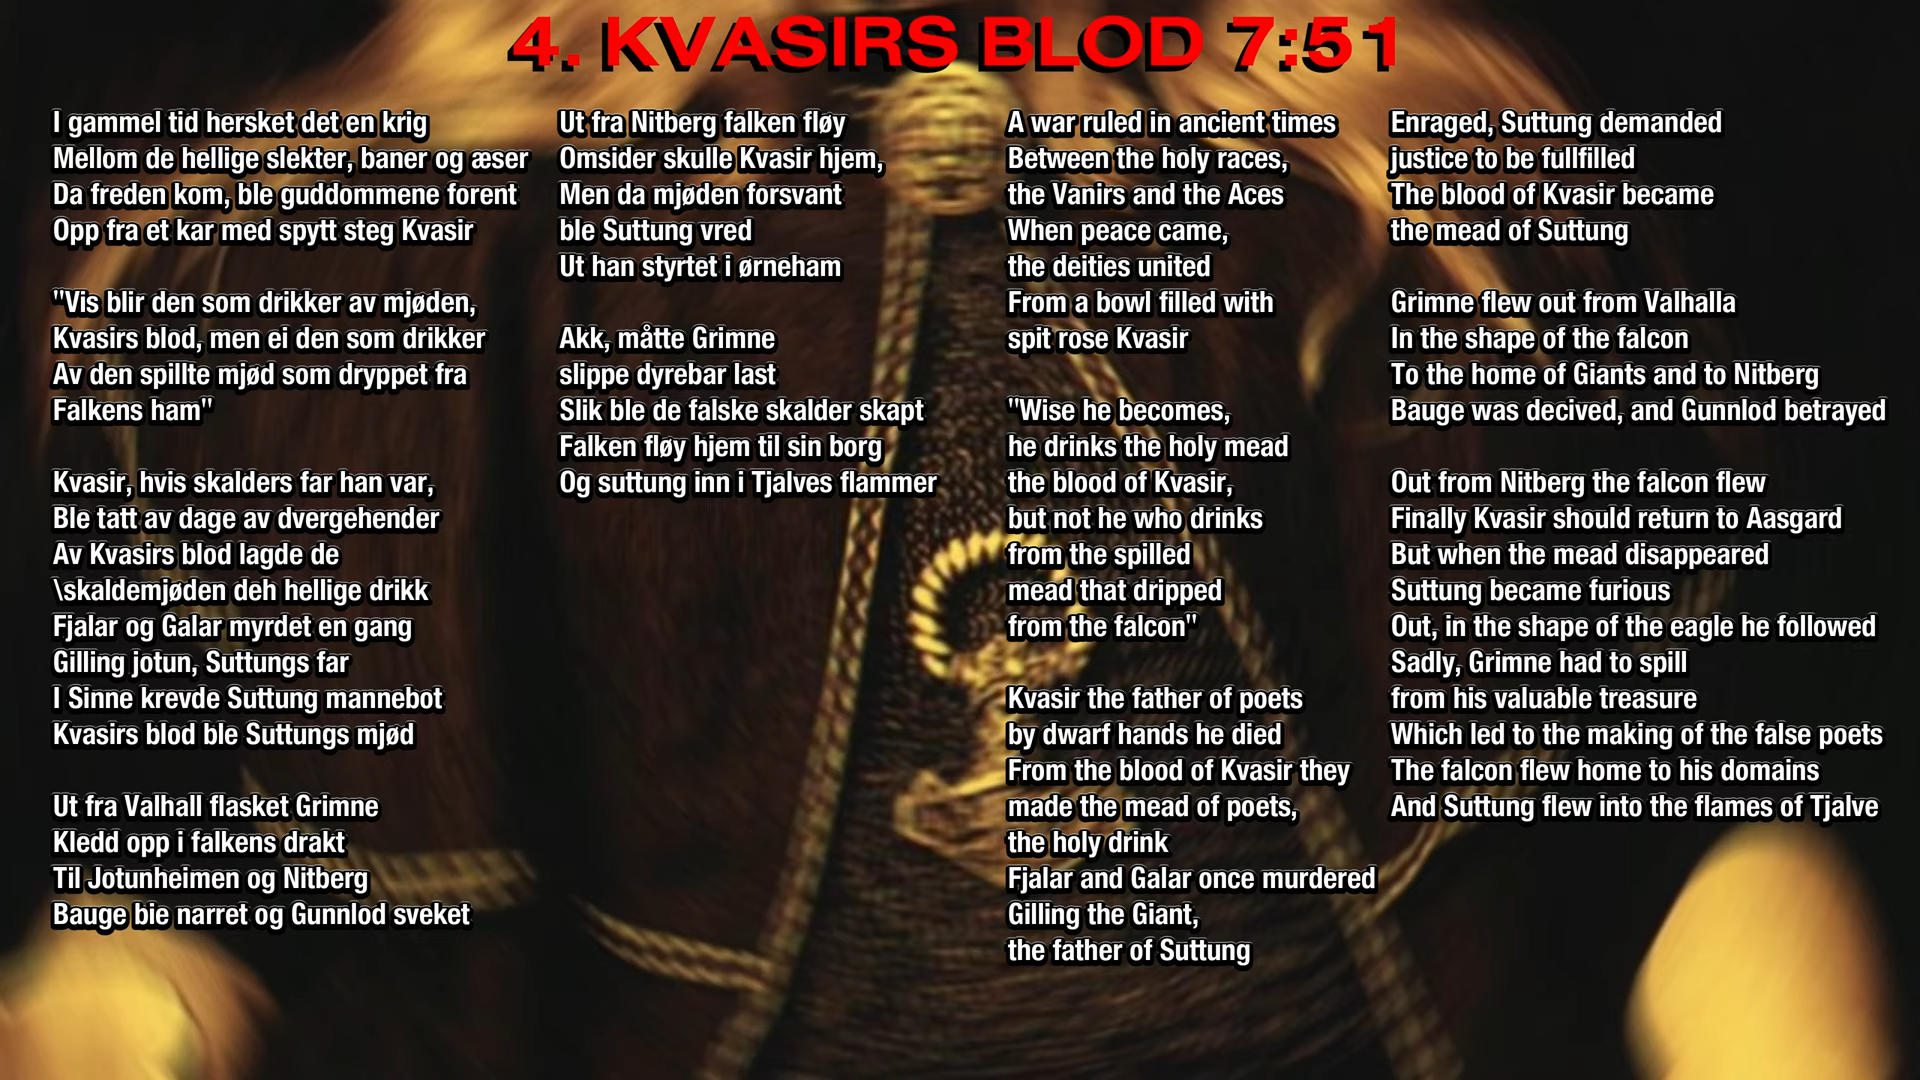 4. KVASIRS BLOD 7:51
I gammel tid hersket det en krig
Mellom de hellige slekter, baner og æser
Da freden kom, ble guddommene forent
Opp fra et kar med spytt steg Kvasir
"Vis blir den som drikker av mjøden,
Kvasirs blod, men ei den som drikker
Av den spillte mjød som dryppet fra
Falkens ham"
Kvasir, hvis skalders far han var,
Ble tatt av dage av dvergehender
Av Kvasirs blod lagde de
\skaldemjøden deh hellige drikk
Fjalar og Galar myrdet en gang
Gilling jotun, Suttungs far
I Sinne krevde Suttung mannebot
Kvasirs blod ble Suttungs mjød
Ut fra Valhall flasket Grimne
Kledd opp i falkens drakt
Til Jotunheimen og Nitberg
Bauge bie narret og Gunnlod sveket
Ut fra Nitberg falken fløy
Omsider skulle Kvasir hjem,
Men da mjøden forsvant
ble Suttung vred
Ut han styrtet i ørneham
Akk, måtte Grimne
slippe dyrebar last
Slik ble de falske skalder skapt
Falken fløy hjem til sin borg
Og suttung inn i Tjalves flammer
A war ruled in ancient times
Between the holy races,
the Vanirs and the Aces
When peace came,
the deities united
From a bowl filled with
spit rose Kvasir
"Wise he becomes,
he drinks the holy mead
the blood of Kvasir,
but not he who drinks
from the spilled
mead that dripped
from the falcon"
Kvasir the father of poets
by dwarf hands he died
From the blood of Kvasir they
made the mead of poets,
the holy drink
Fjalar and Galar once murdered
Gilling the Giant,
the father of Suttung
Enraged, Suttung demanded
justice to be fullfilled
The blood of Kvasir became
the mead of Suttung
Grimne flew out from Valhalla
In the shape of the falcon
To the home of Giants and to Nitberg
Bauge was decived, and Gunnlod betrayed
Out from Nitberg the falcon flew
Finally Kvasir should return to Aasgard
But when the mead disappeared
Suttung became furious
Out, in the shape of the eagle he followed
Sadly, Grimne had to spill
from his valuable treasure
Which led to the making of the false poets
The falcon flew home to his domains
And Suttung flew into the flames of Tjalve